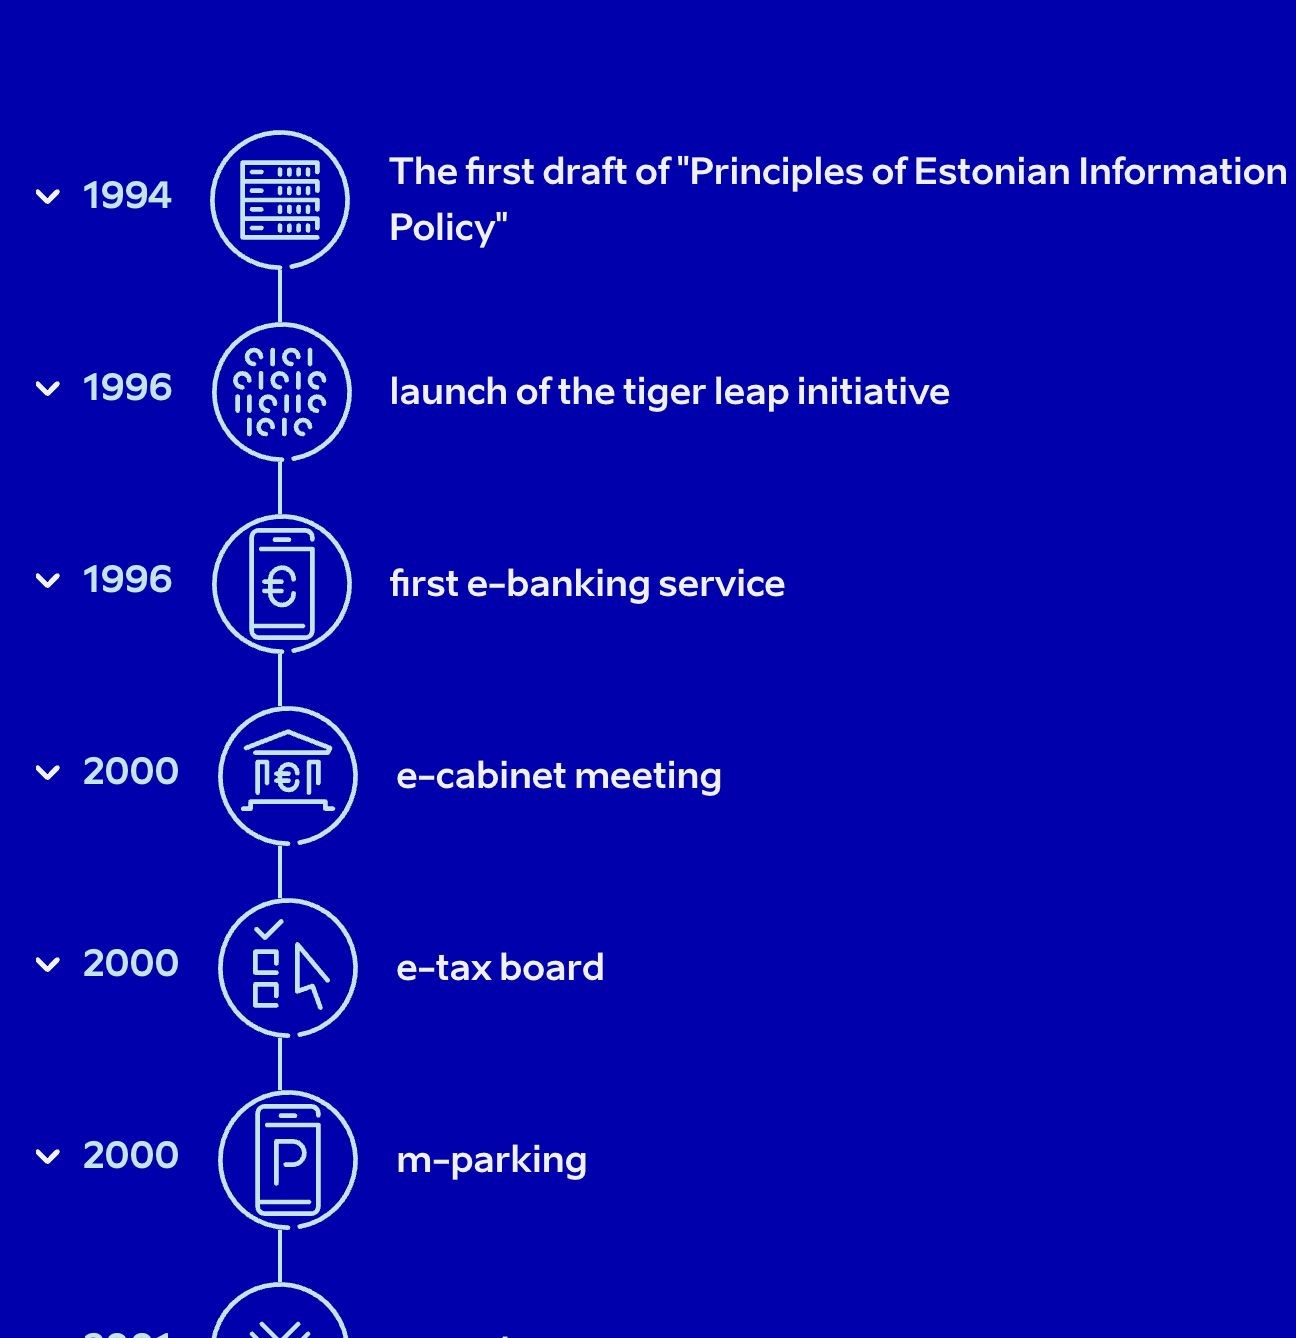 1994
The first draft of "Principles of Estonian Information
Policy"
1996
launch of the tiger leap initiative
1996
first e-banking service
2000
e-cabinet meeting
2000
e-tax board
2000
m-parking